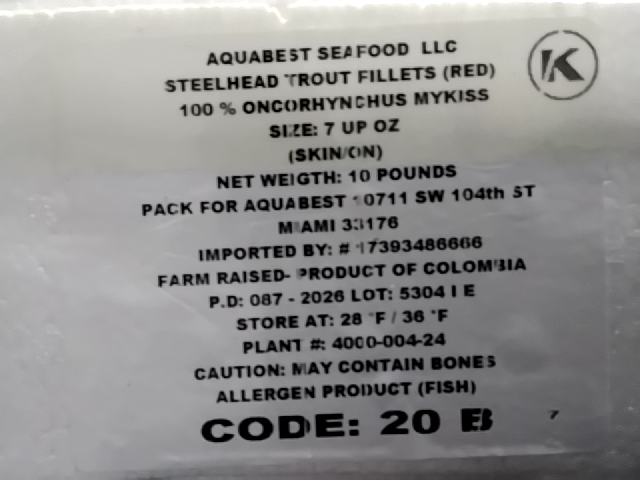 AQUABEST SEAFOOD LLC
STEELHEAD TROUT FILLETS (RED)
K
100 % ONCORHYNCHUS MYKISS
SIZE: 7 UP OZ
(SKIN/ON)
NET WEIGTH: 10 POUNDS
PACK FOR AQUABEST 10711 SW 104th ST
MIAMI 33176
IMPORTED BY: # 17393486666
FARM RAISED- PRODUCT OF COLOMBIA
P.D: 087 - 2026 LOT: 5304 I E
STORE AT: 28 °F / 36 °F
PLANT #: 4000-004-24
CAUTION: MAY CONTAIN BONES
ALLERGEN PRODUCT (FISH)
CODE: 20 B